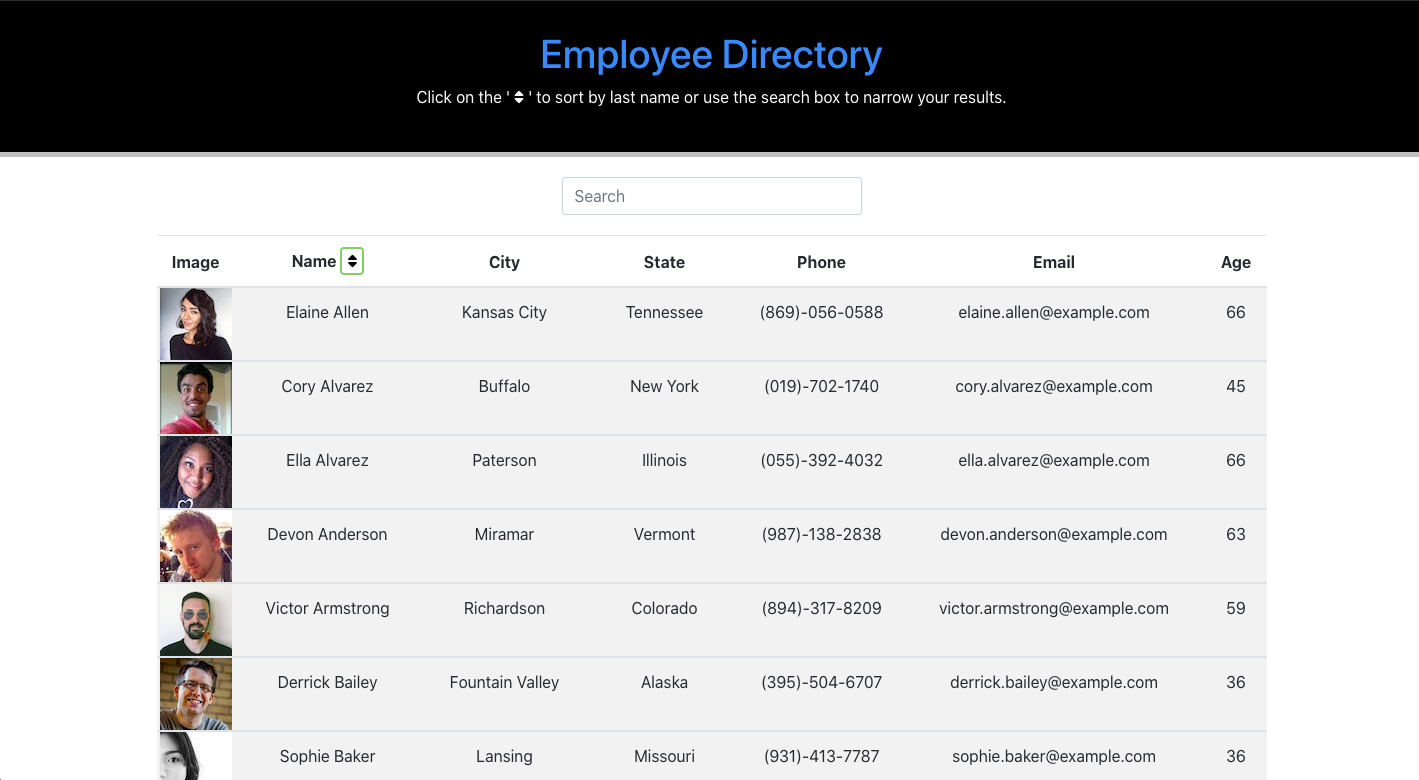 Employee Directory
Click on the ' ' to sort by last name or use the search box to narrow your results.
Search
Image Name City State Phone Email Age
Elaine Allen Kansas City Tennessee (869)-056-0588 elaine.allen@example.com 66
Cory Alvarez Buffalo New York (019)-702-1740 cory.alvarez@example.com 45
Ella Alvarez Paterson Illinois (055)-392-4032 ella.alvarez@example.com 66
Devon Anderson Miramar Vermont (987)-138-2838 devon.anderson@example.com 63
Victor Armstrong Richardson Colorado (894)-317-8209 victor.armstrong@example.com 59
Derrick Bailey Fountain Valley Alaska (395)-504-6707 derrick.bailey@example.com 36
Sophie Baker Lansing Missouri (931)-413-7787 sophie.baker@example.com 36